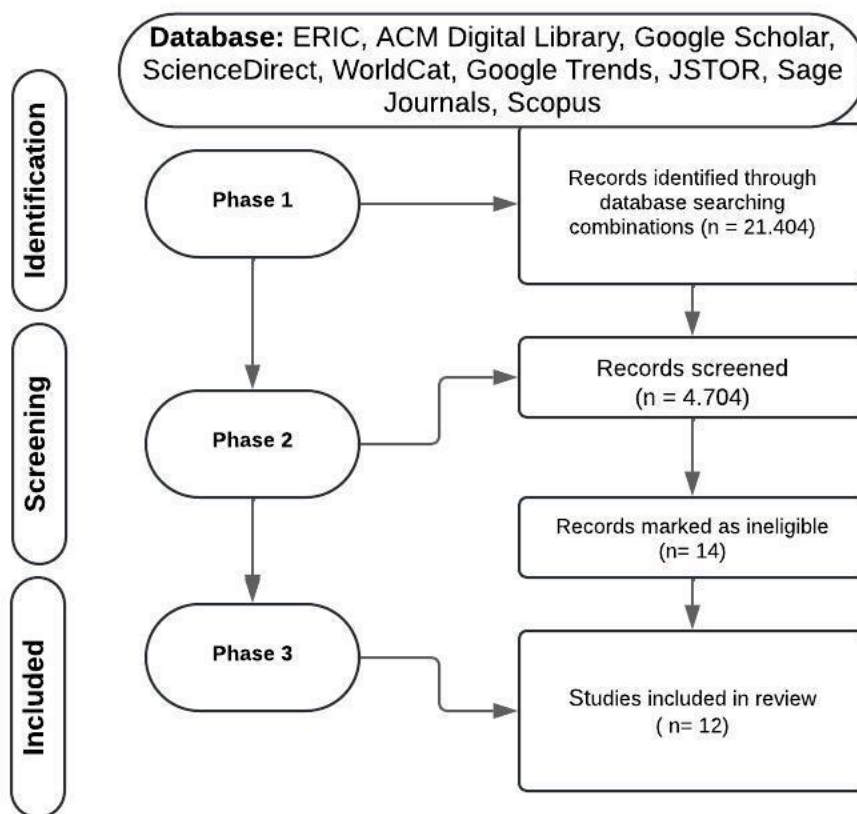 Database: ERIC, ACM Digital Library, Google Scholar,
ScienceDirect, WorldCat, Google Trends, JSTOR, Sage
Journals, Scopus
Identification
Phase 1
Records identified through
database searching
combinations (n = 21.404)
Screening
Phase 2
Records screened
(n = 4.704)
Records marked as ineligible
(n= 14)
Included
Phase 3
Studies included in review
( n= 12)